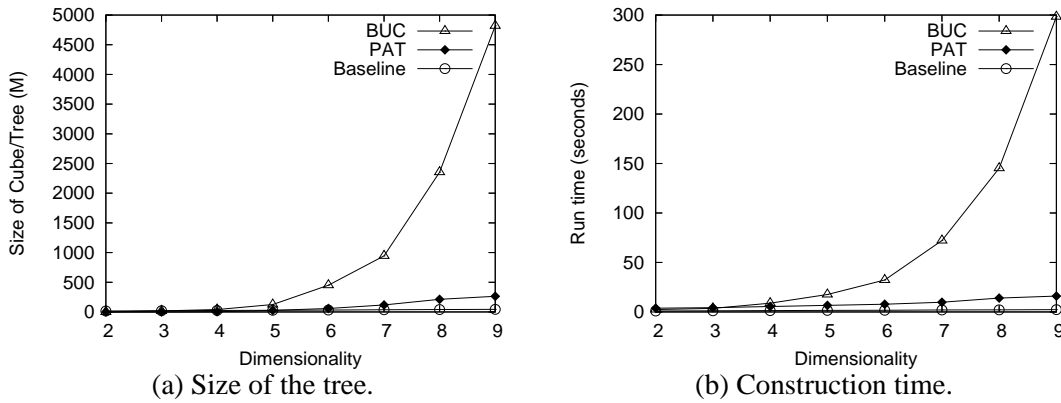 5000
4500
4000
3500
3000
2500
2000
1500
1000
500
0
Size of Cube/Tree (M)
BUC
PAT
Baseline
2 3 4 5 6 7 8 9
Dimensionality
(a) Size of the tree.
300
250
200
150
100
50
0
Run time (seconds)
BUC
PAT
Baseline
2 3 4 5 6 7 8 9
Dimensionality
(b) Construction time.